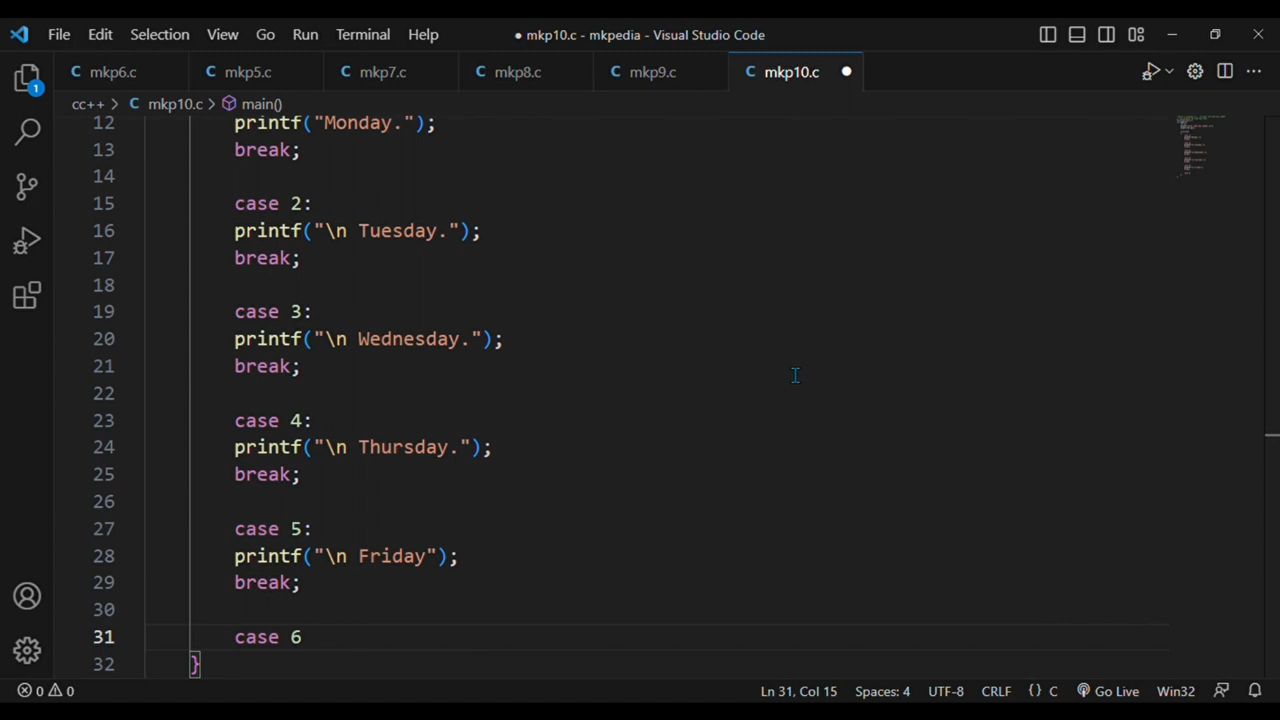 File Edit Selection View Go Run Terminal Help ● mkp10.c - mkpedia - Visual Studio Code
C mkp6.c C mkp5.c C mkp7.c C mkp8.c C mkp9.c C mkp10.c ●
1
cc++ > C mkp10.c > main()
12 printf("Monday.");
13 break;
14
15 case 2:
16 printf("\n Tuesday.");
17 break;
18
19 case 3:
20 printf("\n Wednesday.");
21 break;
22
23 case 4:
24 printf("\n Thursday.");
25 break;
26
27 case 5:
28 printf("\n Friday");
29 break;
30
31 case 6
32 }
0 0 Ln 31, Col 15 Spaces: 4 UTF-8 CRLF {} C Go Live Win32